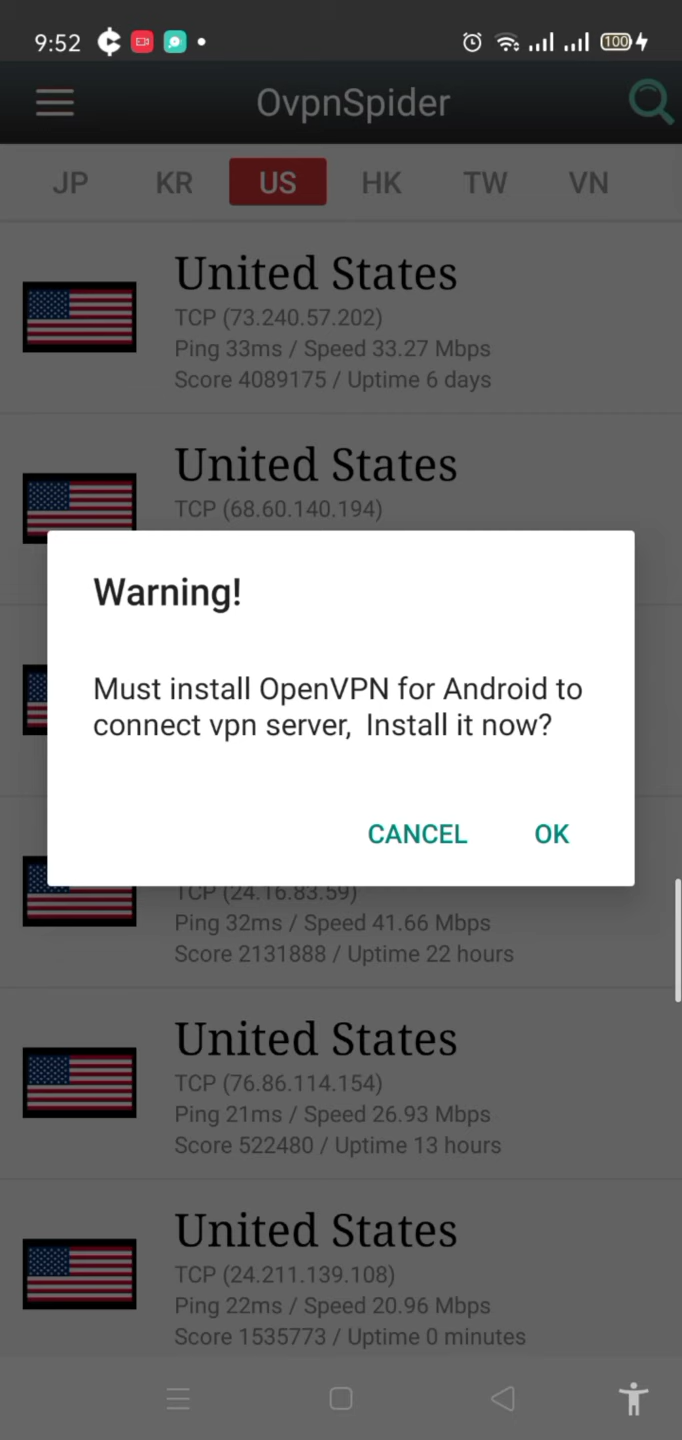 9:52
100
OvpnSpider
JP KR US HK TW VN
United States
TCP (73.240.57.202)
Ping 33ms / Speed 33.27 Mbps
Score 4089175 / Uptime 6 days
United States
TCP (68.60.140.194)
Warning!
Must install OpenVPN for Android to
connect vpn server, Install it now?
CANCEL OK
TCP (24.16.83.59)
Ping 32ms / Speed 41.66 Mbps
Score 2131888 / Uptime 22 hours
United States
TCP (76.86.114.154)
Ping 21ms / Speed 26.93 Mbps
Score 522480 / Uptime 13 hours
United States
TCP (24.211.139.108)
Ping 22ms / Speed 20.96 Mbps
Score 1535773 / Uptime 0 minutes